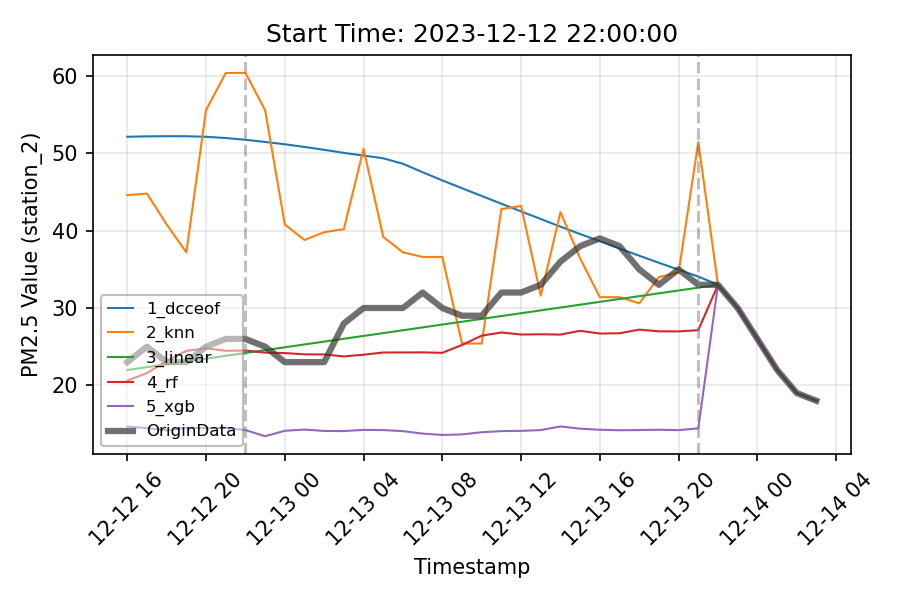 Start Time: 2023-12-12 22:00:00
PM2.5 Value (station_2)
60
50
40
30
20
1_dcceof
2_knn
3_linear
4_rf
5_xgb
OriginData
12-12 16
12-12 20
12-13 00
12-13 04
12-13 08
12-13 12
12-13 16
12-13 20
12-14 00
12-14 04
Timestamp